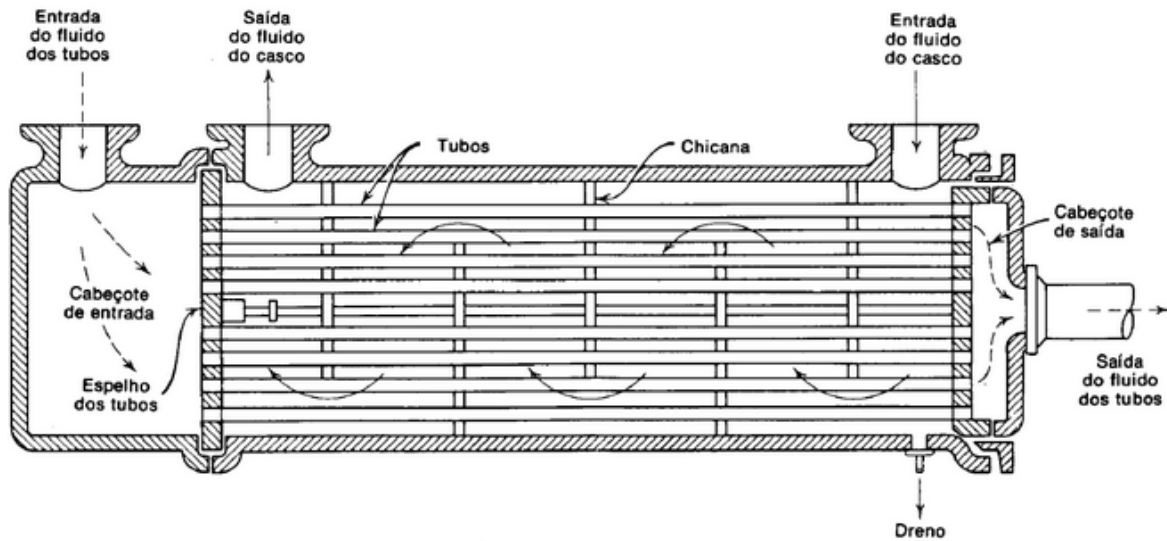 Entrada
do fluido
dos tubos
Saída
do fluido
do casco
Entrada
do fluido
do casco
Tubos
Chicana
Cabeçote
de saída
Cabeçote
de entrada
Espelho
dos tubos
Saída
do fluido
dos tubos
Dreno